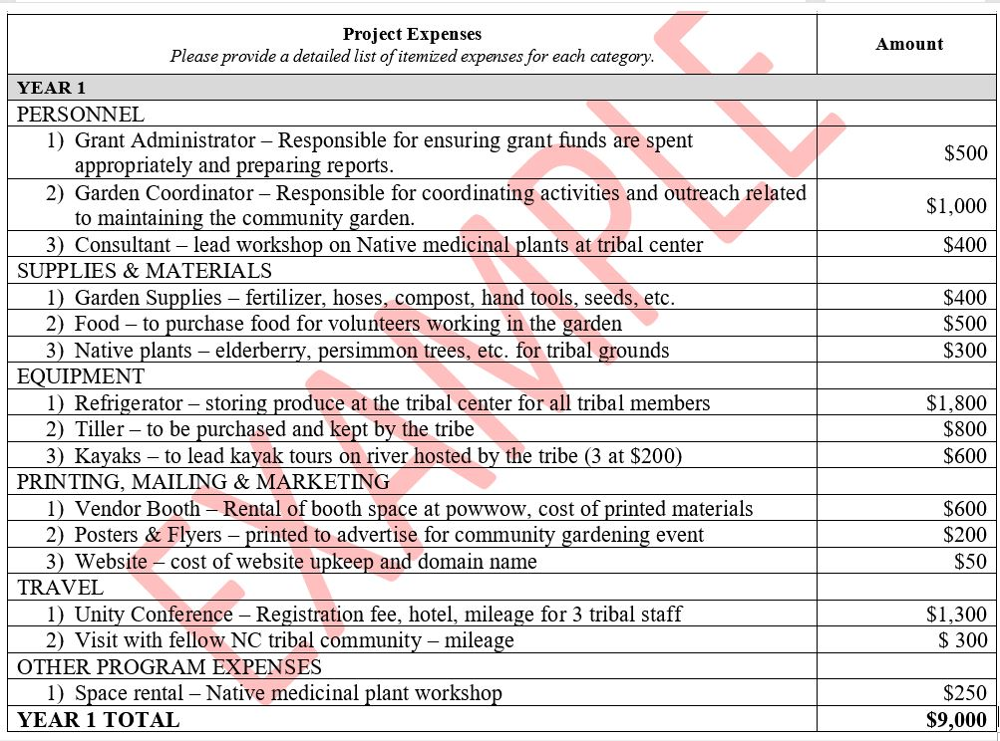 Project Expenses
Please provide a detailed list of itemized expenses for each category.
Amount
YEAR 1
PERSONNEL
1) Grant Administrator – Responsible for ensuring grant funds are spent
appropriately and preparing reports.
$500
2) Garden Coordinator – Responsible for coordinating activities and outreach related
to maintaining the community garden.
$1,000
3) Consultant – lead workshop on Native medicinal plants at tribal center
$400
SUPPLIES & MATERIALS
1) Garden Supplies – fertilizer, hoses, compost, hand tools, seeds, etc.
$400
2) Food – to purchase food for volunteers working in the garden
$500
3) Native plants – elderberry, persimmon trees, etc. for tribal grounds
$300
EQUIPMENT
1) Refrigerator – storing produce at the tribal center for all tribal members
$1,800
2) Tiller – to be purchased and kept by the tribe
$800
3) Kayaks – to lead kayak tours on river hosted by the tribe (3 at $200)
$600
PRINTING, MAILING & MARKETING
1) Vendor Booth – Rental of booth space at powwow, cost of printed materials
$600
2) Posters & Flyers – printed to advertise for community gardening event
$200
3) Website – cost of website upkeep and domain name
$50
TRAVEL
1) Unity Conference – Registration fee, hotel, mileage for 3 tribal staff
$1,300
2) Visit with fellow NC tribal community – mileage
$ 300
OTHER PROGRAM EXPENSES
1) Space rental – Native medicinal plant workshop
$250
YEAR 1 TOTAL
$9,000
EXAMPLE